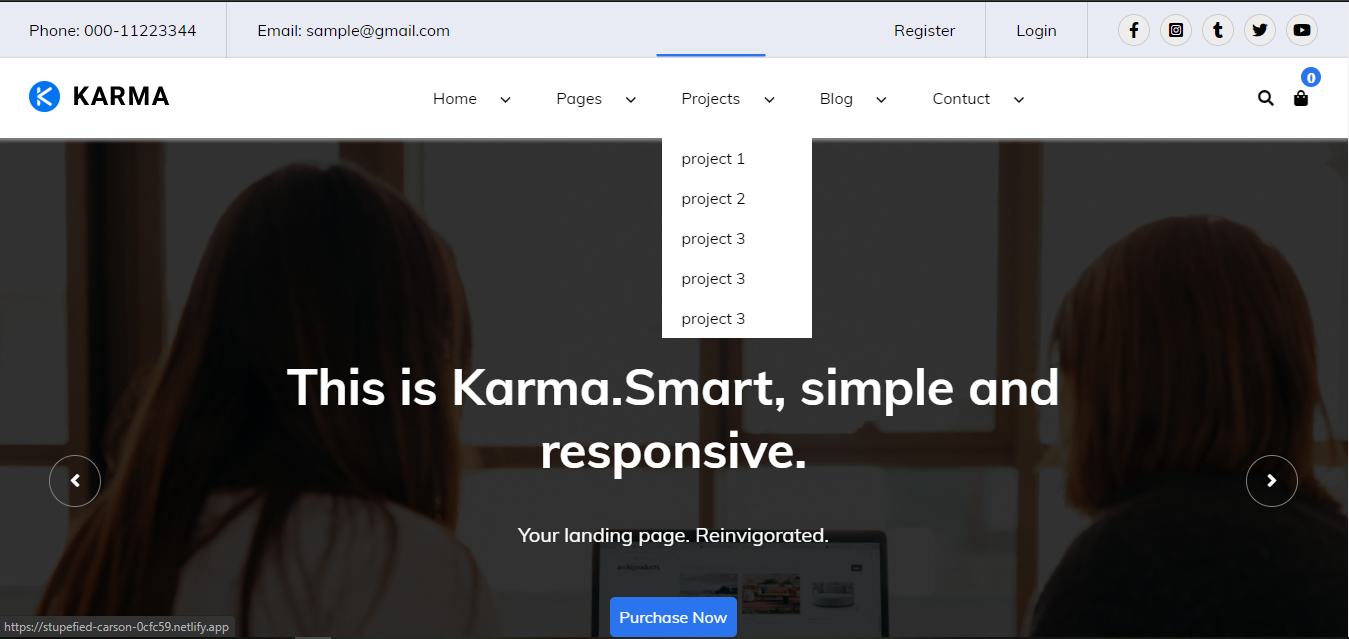 Phone: 000-11223344 Email: sample@gmail.com Register Login
KARMA Home Pages Projects Blog Contuct 0
project 1
project 2
project 3
project 3
project 3
This is Karma.Smart, simple and
responsive.
Your landing page. Reinvigorated.
Purchase Now
https://stupefied-carson-0cfc59.netlify.app